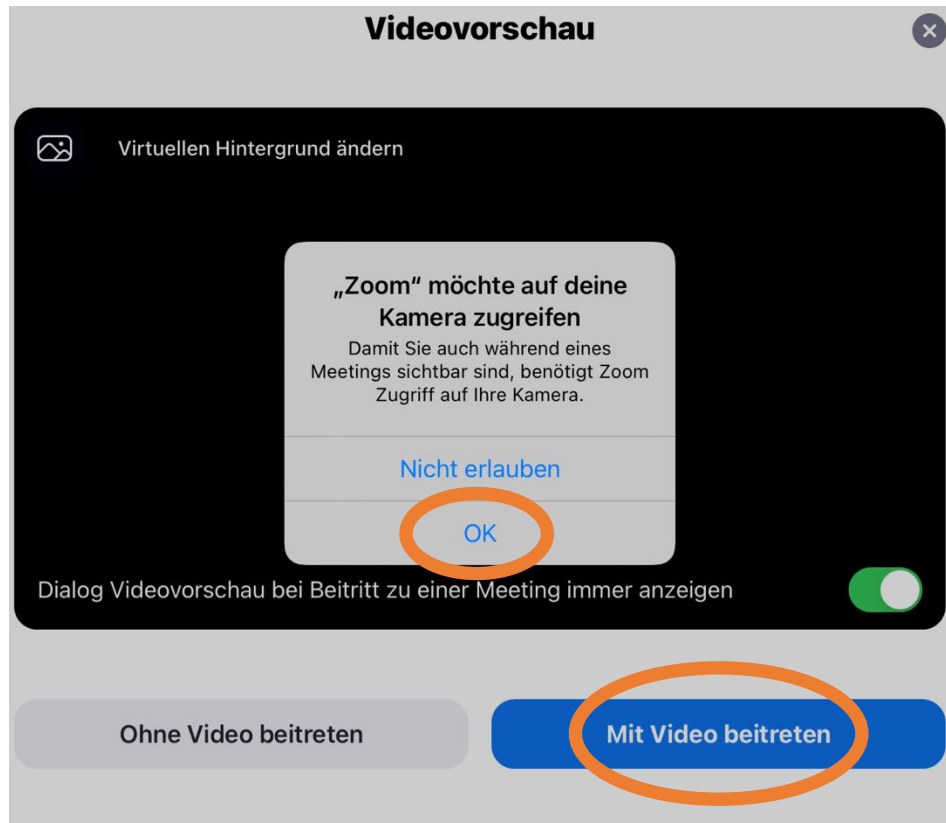 Videovorschau
Virtuellen Hintergrund ändern
„Zoom“ möchte auf deine
Kamera zugreifen
Damit Sie auch während eines
Meetings sichtbar sind, benötigt Zoom
Zugriff auf Ihre Kamera.
Nicht erlauben
OK
Dialog Videovorschau bei Beitritt zu einer Meeting immer anzeigen
Ohne Video beitreten
Mit Video beitreten